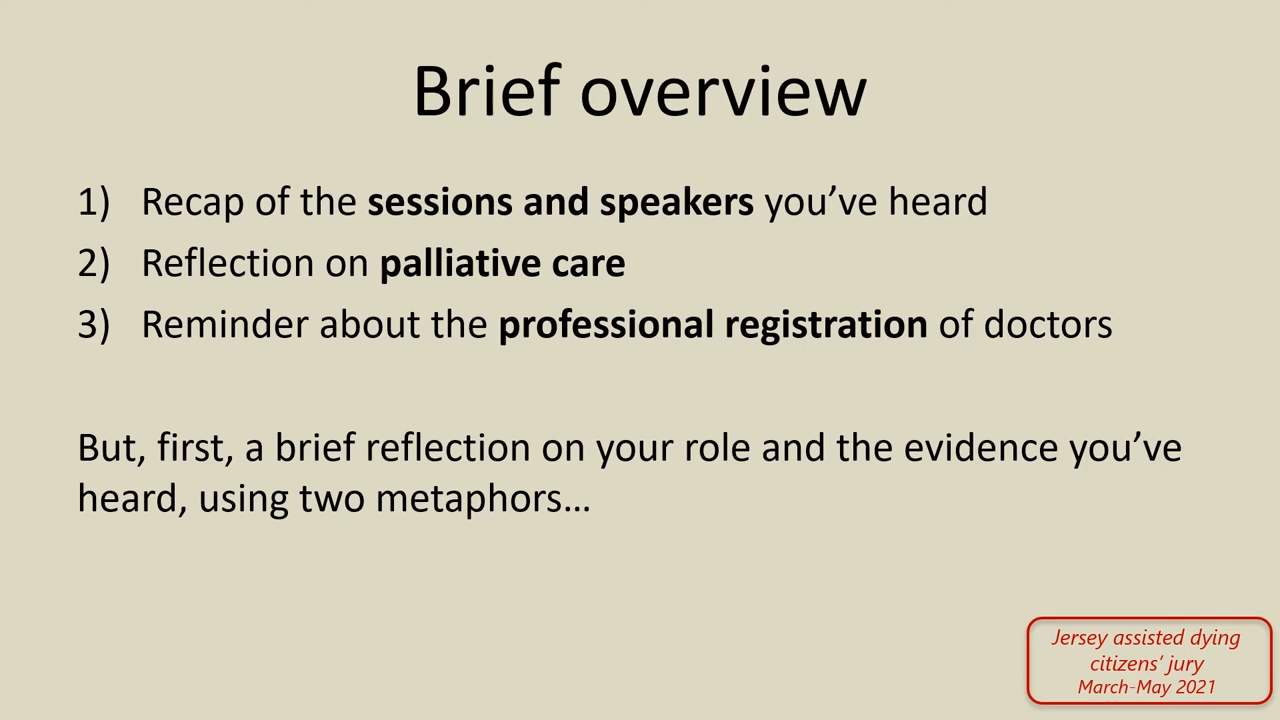 Brief overview
1) Recap of the sessions and speakers you’ve heard
2) Reflection on palliative care
3) Reminder about the professional registration of doctors
But, first, a brief reflection on your role and the evidence you’ve
heard, using two metaphors…
Jersey assisted dying
citizens’ jury
March-May 2021